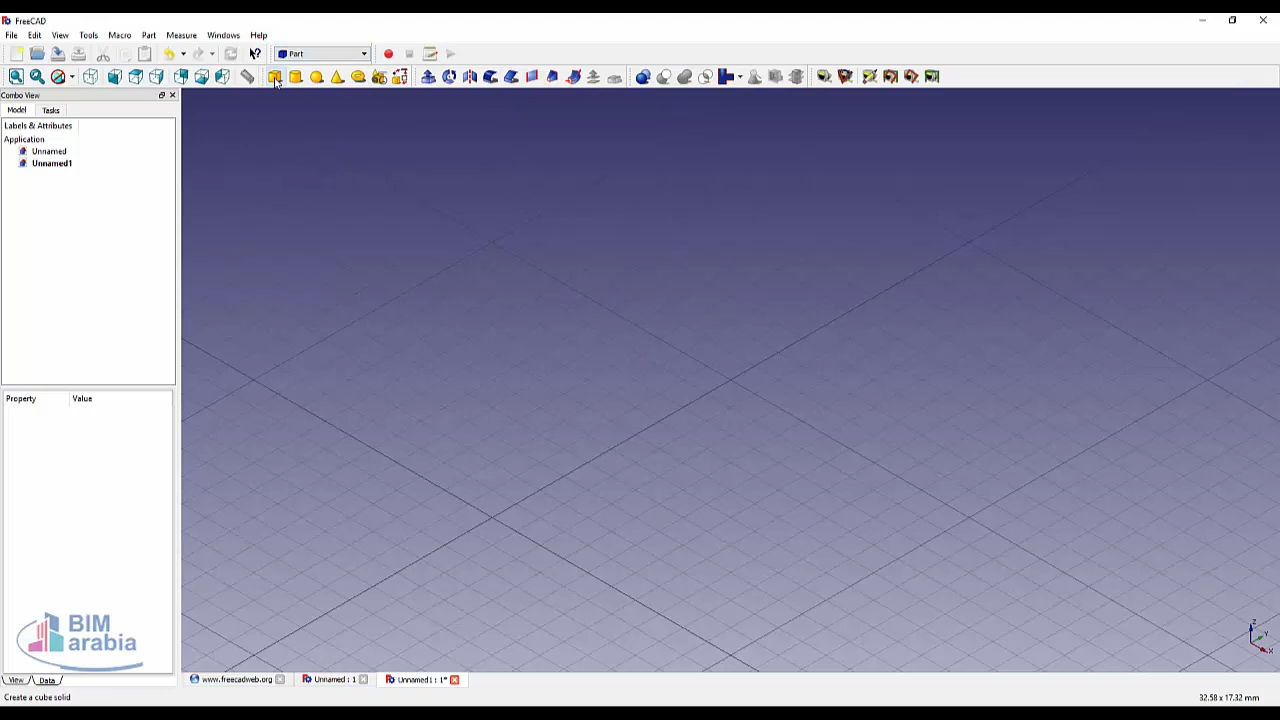 FreeCAD
File Edit View Tools Macro Part Measure Windows Help
Part
Combo View
Model Tasks
Labels & Attributes
Application
Unnamed
Unnamed1
Property Value
BIM
arabia
View Data
www.freecadweb.org Unnamed : 1 Unnamed1 : 1*
Create a cube solid
32.58 x 17.32 mm
Z
Y
X